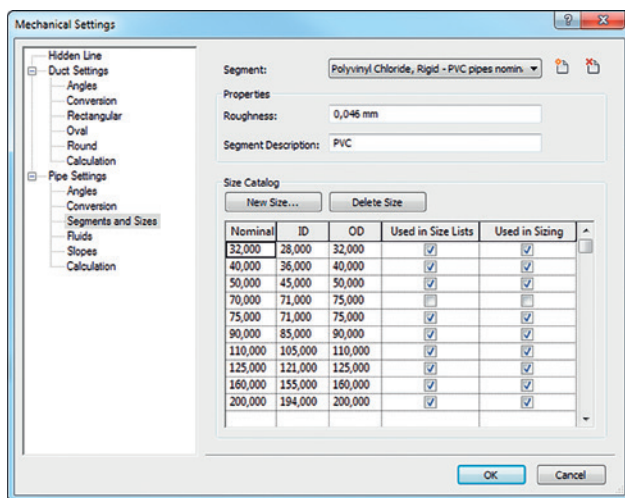 Mechanical Settings
Hidden Line
Duct Settings
Angles
Conversion
Rectangular
Oval
Round
Calculation
Pipe Settings
Angles
Conversion
Segments and Sizes
Fluids
Slopes
Calculation
Segment: Polyvinyl Chloride, Rigid - PVC pipes nomin.
Properties
Roughness: 0,046 mm
Segment Description: PVC
Size Catalog
New Size... Delete Size
Nominal ID OD Used in Size Lists Used in Sizing
32,000 28,000 32,000
40,000 36,000 40,000
50,000 45,000 50,000
70,000 71,000 75,000
75,000 71,000 75,000
90,000 85,000 90,000
110,000 105,000 110,000
125,000 121,000 125,000
160,000 155,000 160,000
200,000 194,000 200,000
OK Cancel